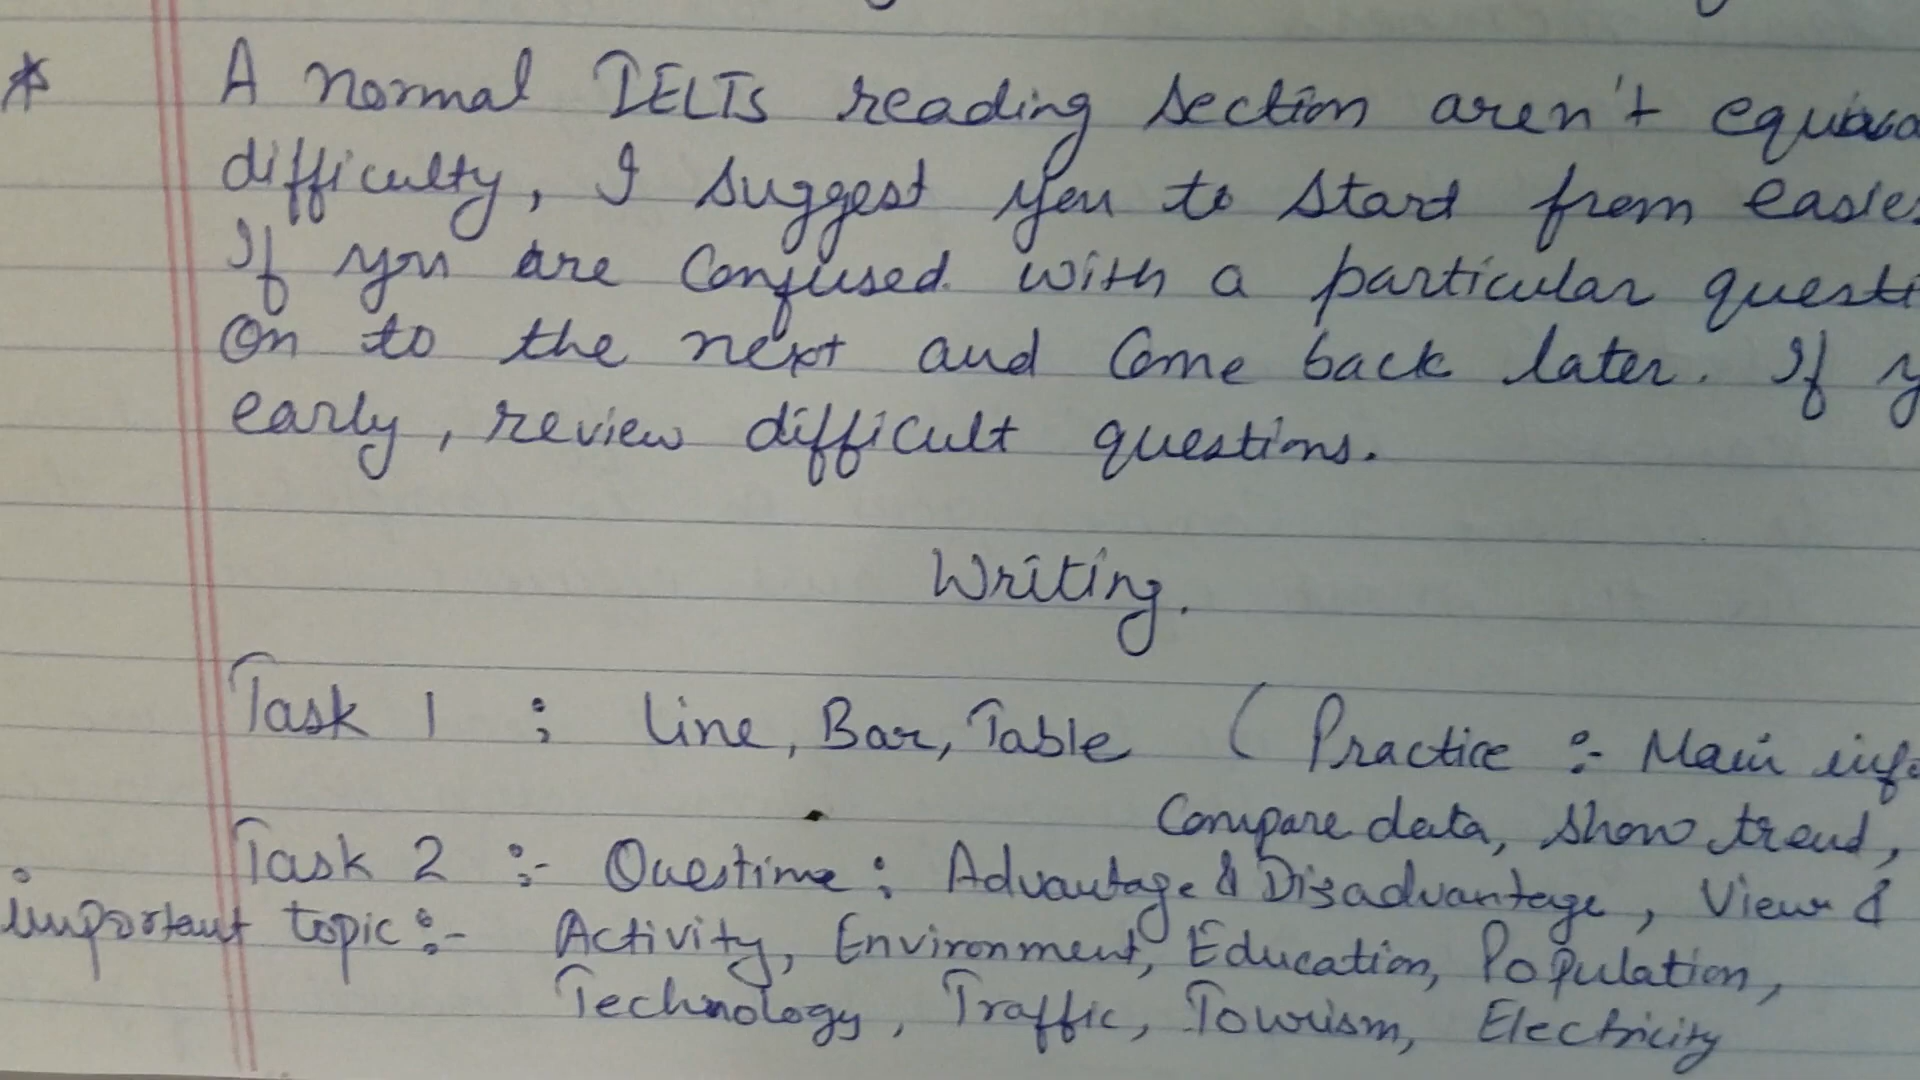 * A normal IELTs reading section aren't
difficulty, I suggest you to start from
If you are Confused with a particular
On to the next and Come back later. If
early, review difficult questions.
Writing.
Task 1 : Line, Bar, Table ( Practice :- Main
Compare data, show trend,
Task 2 :- : Advantage & Disadvantage, View &
important topic :- Activity, Environment, Education, Population,
Technology, Traffic, Tourism, Electricity